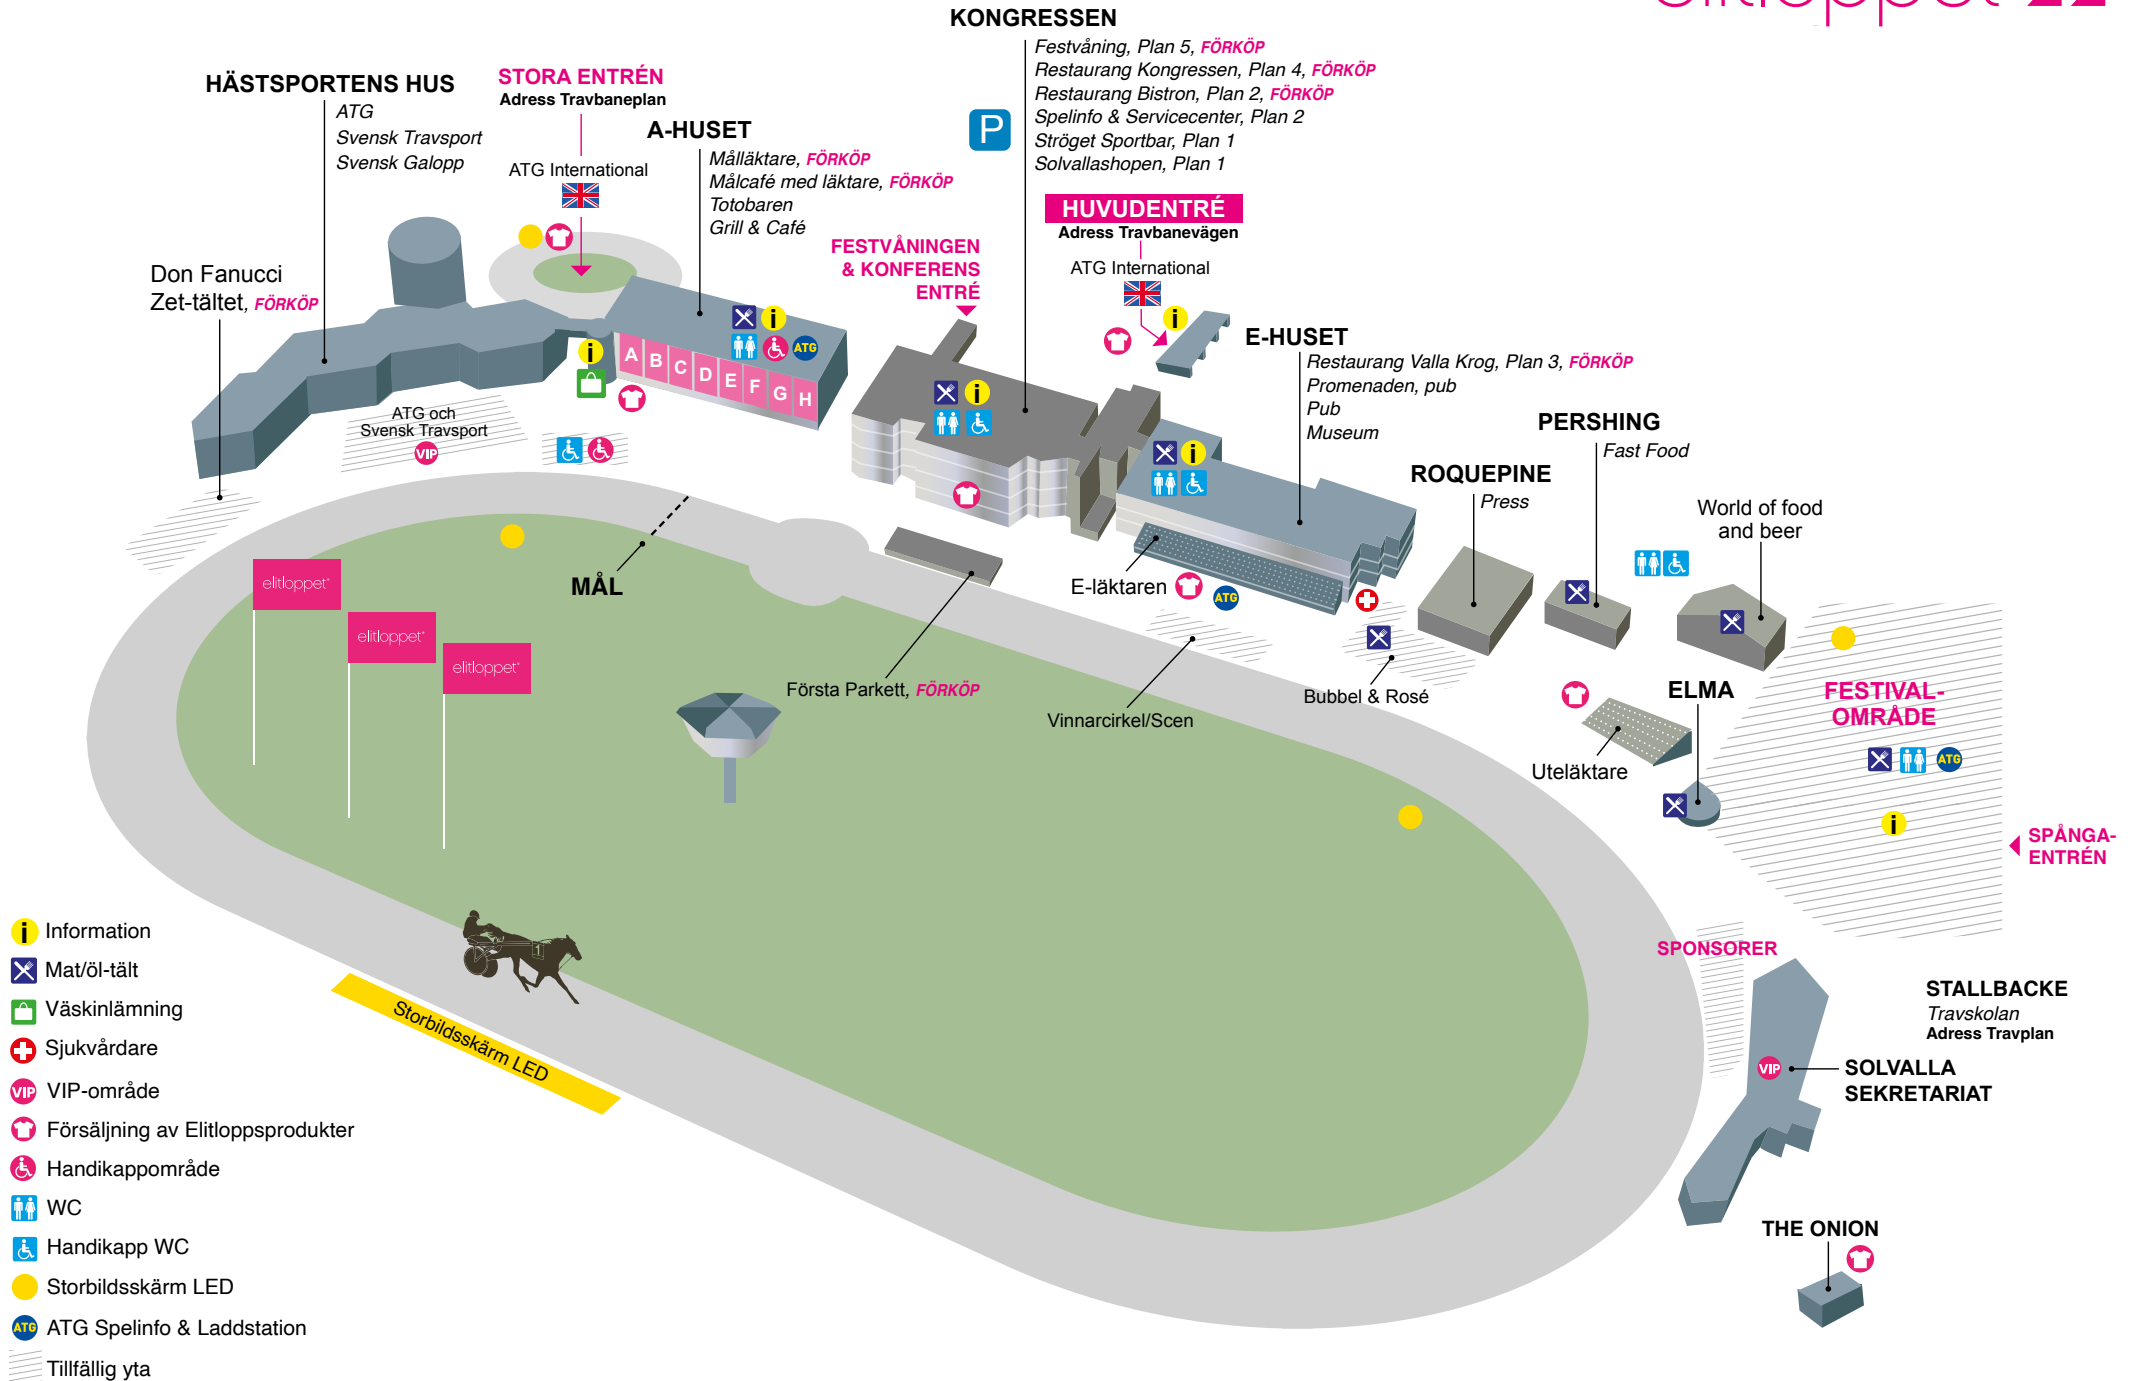 elitloppet 22
KONGRESSEN
Festvåning, Plan 5, FÖRKÖP
Restaurang Kongressen, Plan 4, FÖRKÖP
Restaurang Bistron, Plan 2, FÖRKÖP
Spelinfo & Servicecenter, Plan 2
Ströget Sportbar, Plan 1
Solvallashopen, Plan 1
P
HÄSTSPORTENS HUS
ATG
Svensk Travsport
Svensk Galopp
STORA ENTRÉN
Adress Travbaneplan
ATG International
A-HUSET
Målläktare, FÖRKÖP
Målcafé med läktare, FÖRKÖP
Totobaren
Grill & Café
HUVUDENTRÉ
Adress Travbanevägen
ATG International
FESTVÅNINGEN
& KONFERENS
ENTRÉ
Don Fanucci
Zet-tältet, FÖRKÖP
E-HUSET
Restaurang Valla Krog, Plan 3, FÖRKÖP
Promenaden, pub
Pub
Museum
i
i
ATG
i
A B C D E F G H
i
i
ATG och
Svensk Travsport
VIP
PERSHING
Fast Food
ROQUEPINE
Press
World of food
and beer
MÅL
E-läktaren
ATG
elitloppet
elitloppet
elitloppet
Första Parkett, FÖRKÖP
Vinnarcirkel/Scen
Bubbel & Rosé
ELMA
FESTIVAL-
OMRÅDE
ATG
i
Uteläktare
SPÅNGA-
ENTRÉN
1
Storbildsskärm LED
SPONSORER
STALLBACKE
Travskolan
Adress Travplan
VIP
SOLVALLA
SEKRETARIAT
THE ONION
i Information
Mat/öl-tält
Väskinlämning
Sjukvårdare
VIP VIP-område
Försäljning av Elitloppsprodukter
Handikappområde
WC
Handikapp WC
Storbildsskärm LED
ATG ATG Spelinfo & Laddstation
Tillfällig yta